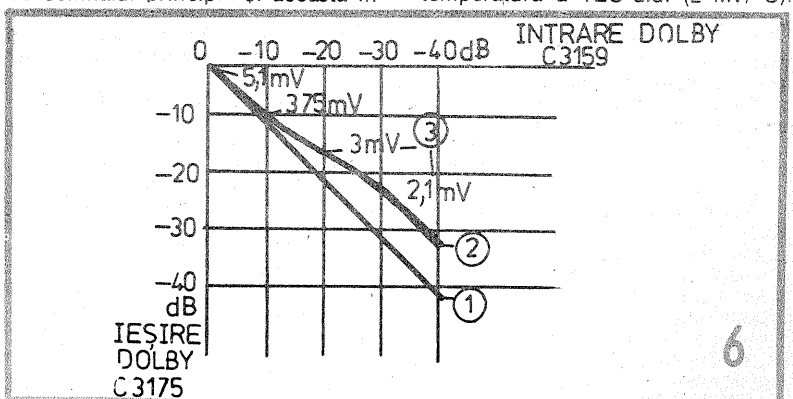 INTRARE DOLBY
C3159
0 -10 -20 -30 -40dB
5,1mV
375mV
-10
3mV- 3
-20
2,1mV
-30
2
-40
dB
1
IEȘIRE
DOLBY
C3175
6